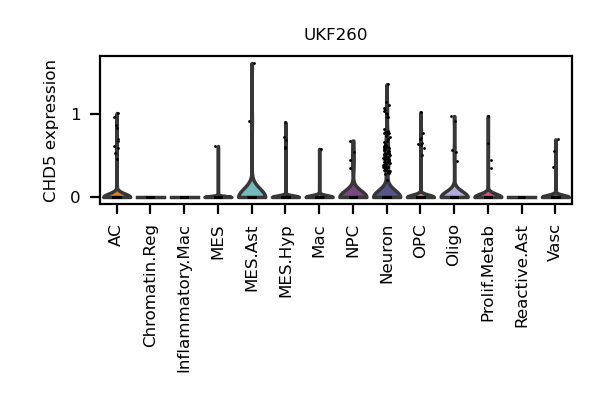 UKF260
CHD5 expression
1
0
AC
Chromatin.Reg
Inflammatory.Mac
MES
MES.Ast
MES.Hyp
Mac
NPC
Neuron
OPC
Oligo
Prolif.Metab
Reactive.Ast
Vasc